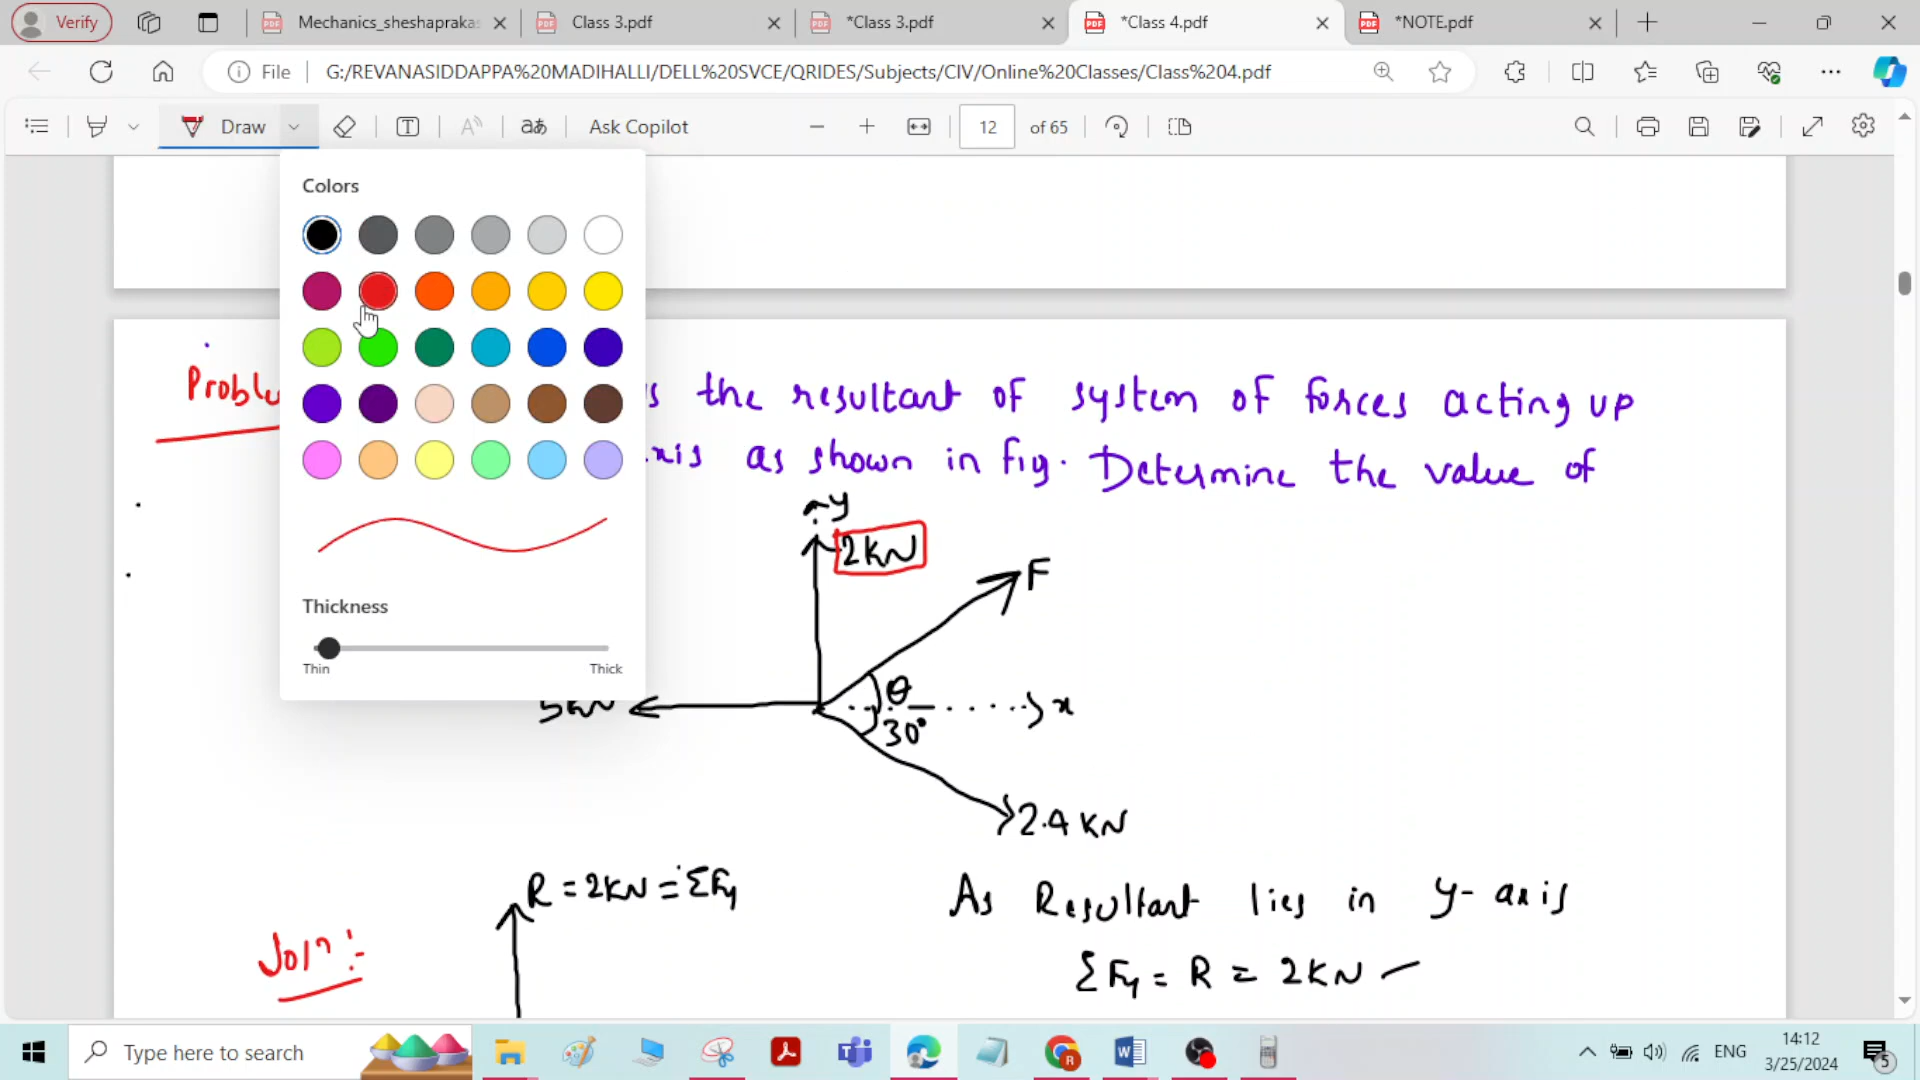 Verify
Mechanics_sheshaprakas
Class 3.pdf
*Class 3.pdf
*Class 4.pdf
*NOTE.pdf
File
G:/REVANASIDDAPPA%20MADIHALLI/DELL%20SVCE/QRIDES/Subjects/CIV/Online%20Classes/Class%204.pdf
Draw
Ask Copilot
12 of 65
Colors
Thickness
Thin Thick
the resultant of system of forces acting up
as shown in fig. Determine the value of
y
2KN
F
θ
30°
x
5KN
2.4 KN
R = 2KN = ΣFy
As Resultant lies in y-axis
Soln :-
ΣFy = R = 2KN
Type here to search
ENG
14:12
3/25/2024
5